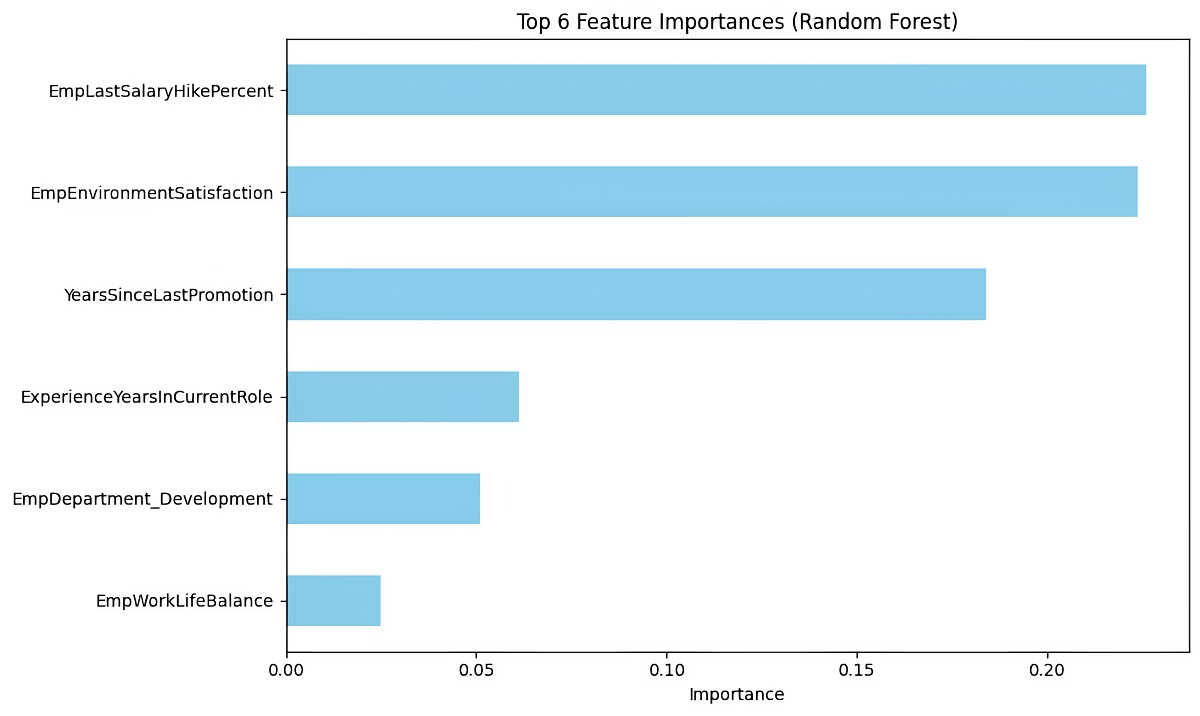 Top 6 Feature Importances (Random Forest)
EmpLastSalaryHikePercent
EmpEnvironmentSatisfaction
YearsSinceLastPromotion
ExperienceYearsInCurrentRole
EmpDepartment_Development
EmpWorkLifeBalance
0.00 0.05 0.10 0.15 0.20
Importance